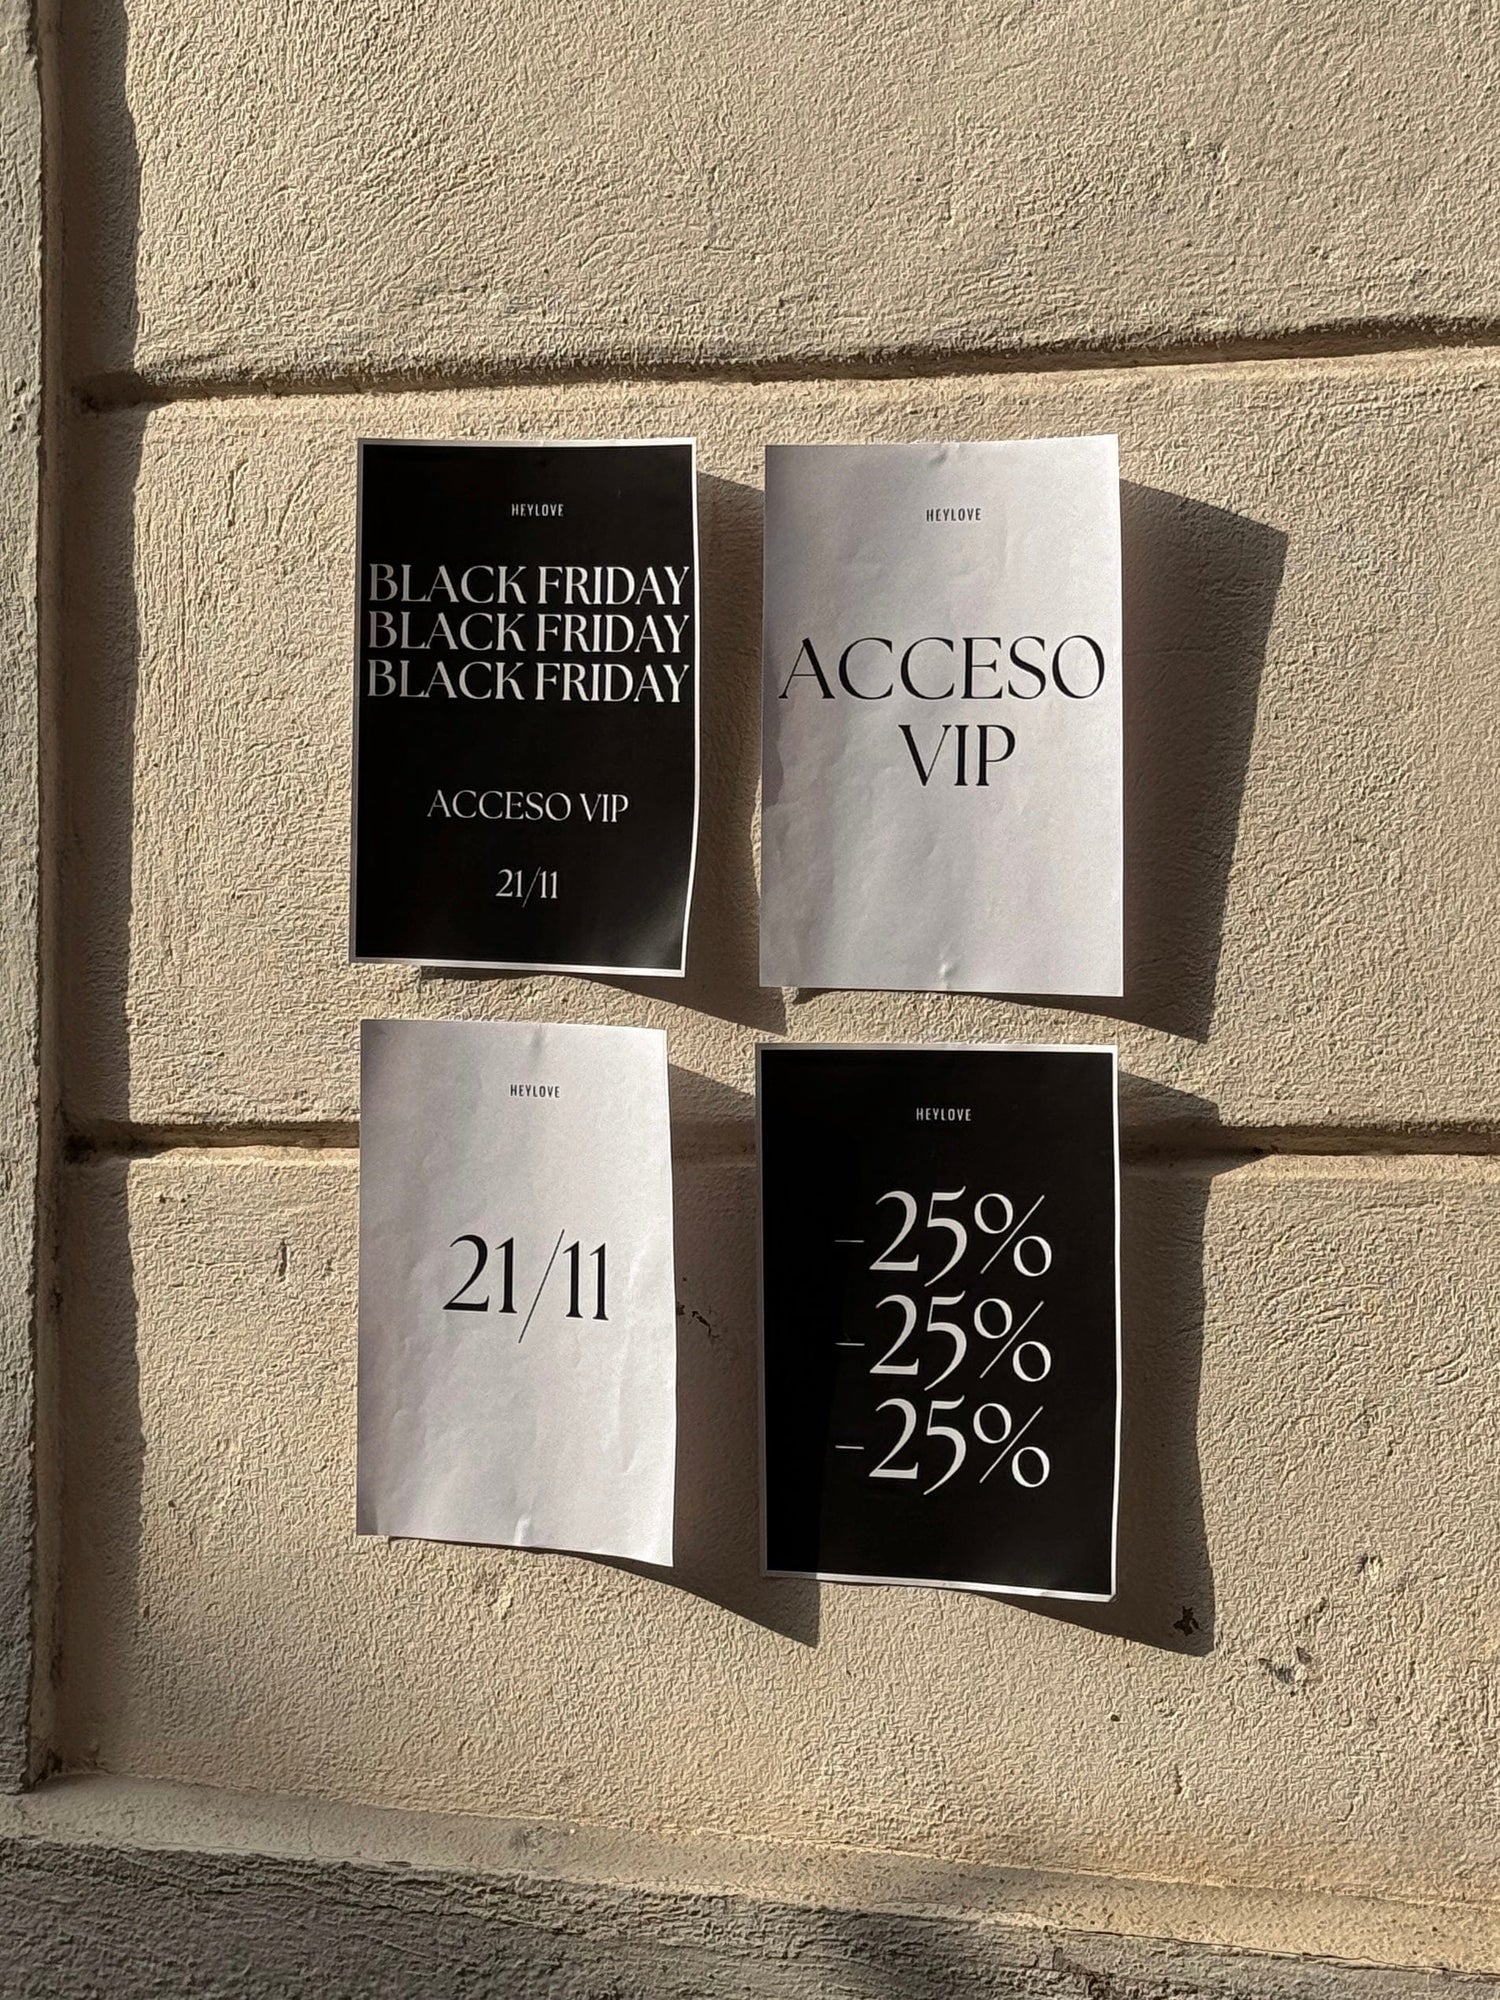 HEYLOVE
BLACK FRIDAY
BLACK FRIDAY
BLACK FRIDAY
ACCESO VIP
21/11
HEYLOVE
ACCESO
VIP
HEYLOVE
21/11
HEYLOVE
-25%
-25%
-25%